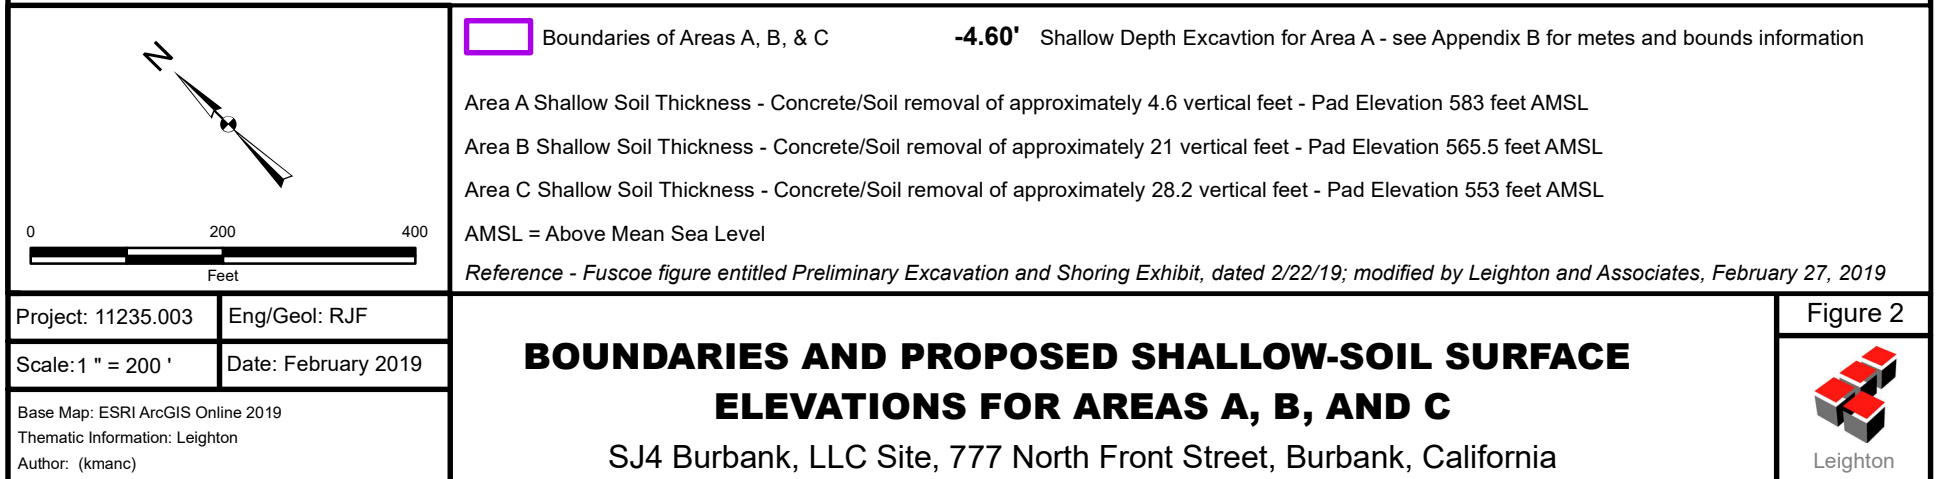 N
0 200 400
Feet
Boundaries of Areas A, B, & C
-4.60' Shallow Depth Excavtion for Area A - see Appendix B for metes and bounds information
Area A Shallow Soil Thickness - Concrete/Soil removal of approximately 4.6 vertical feet - Pad Elevation 583 feet AMSL
Area B Shallow Soil Thickness - Concrete/Soil removal of approximately 21 vertical feet - Pad Elevation 565.5 feet AMSL
Area C Shallow Soil Thickness - Concrete/Soil removal of approximately 28.2 vertical feet - Pad Elevation 553 feet AMSL
AMSL = Above Mean Sea Level
Reference - Fuscoe figure entitled Preliminary Excavation and Shoring Exhibit, dated 2/22/19; modified by Leighton and Associates, February 27, 2019
Project: 11235.003
Eng/Geol: RJF
Scale:1 " = 200 '
Date: February 2019
Base Map: ESRI ArcGIS Online 2019
Thematic Information: Leighton
Author: (kmanc)
BOUNDARIES AND PROPOSED SHALLOW-SOIL SURFACE
ELEVATIONS FOR AREAS A, B, AND C
SJ4 Burbank, LLC Site, 777 North Front Street, Burbank, California
Figure 2
Leighton